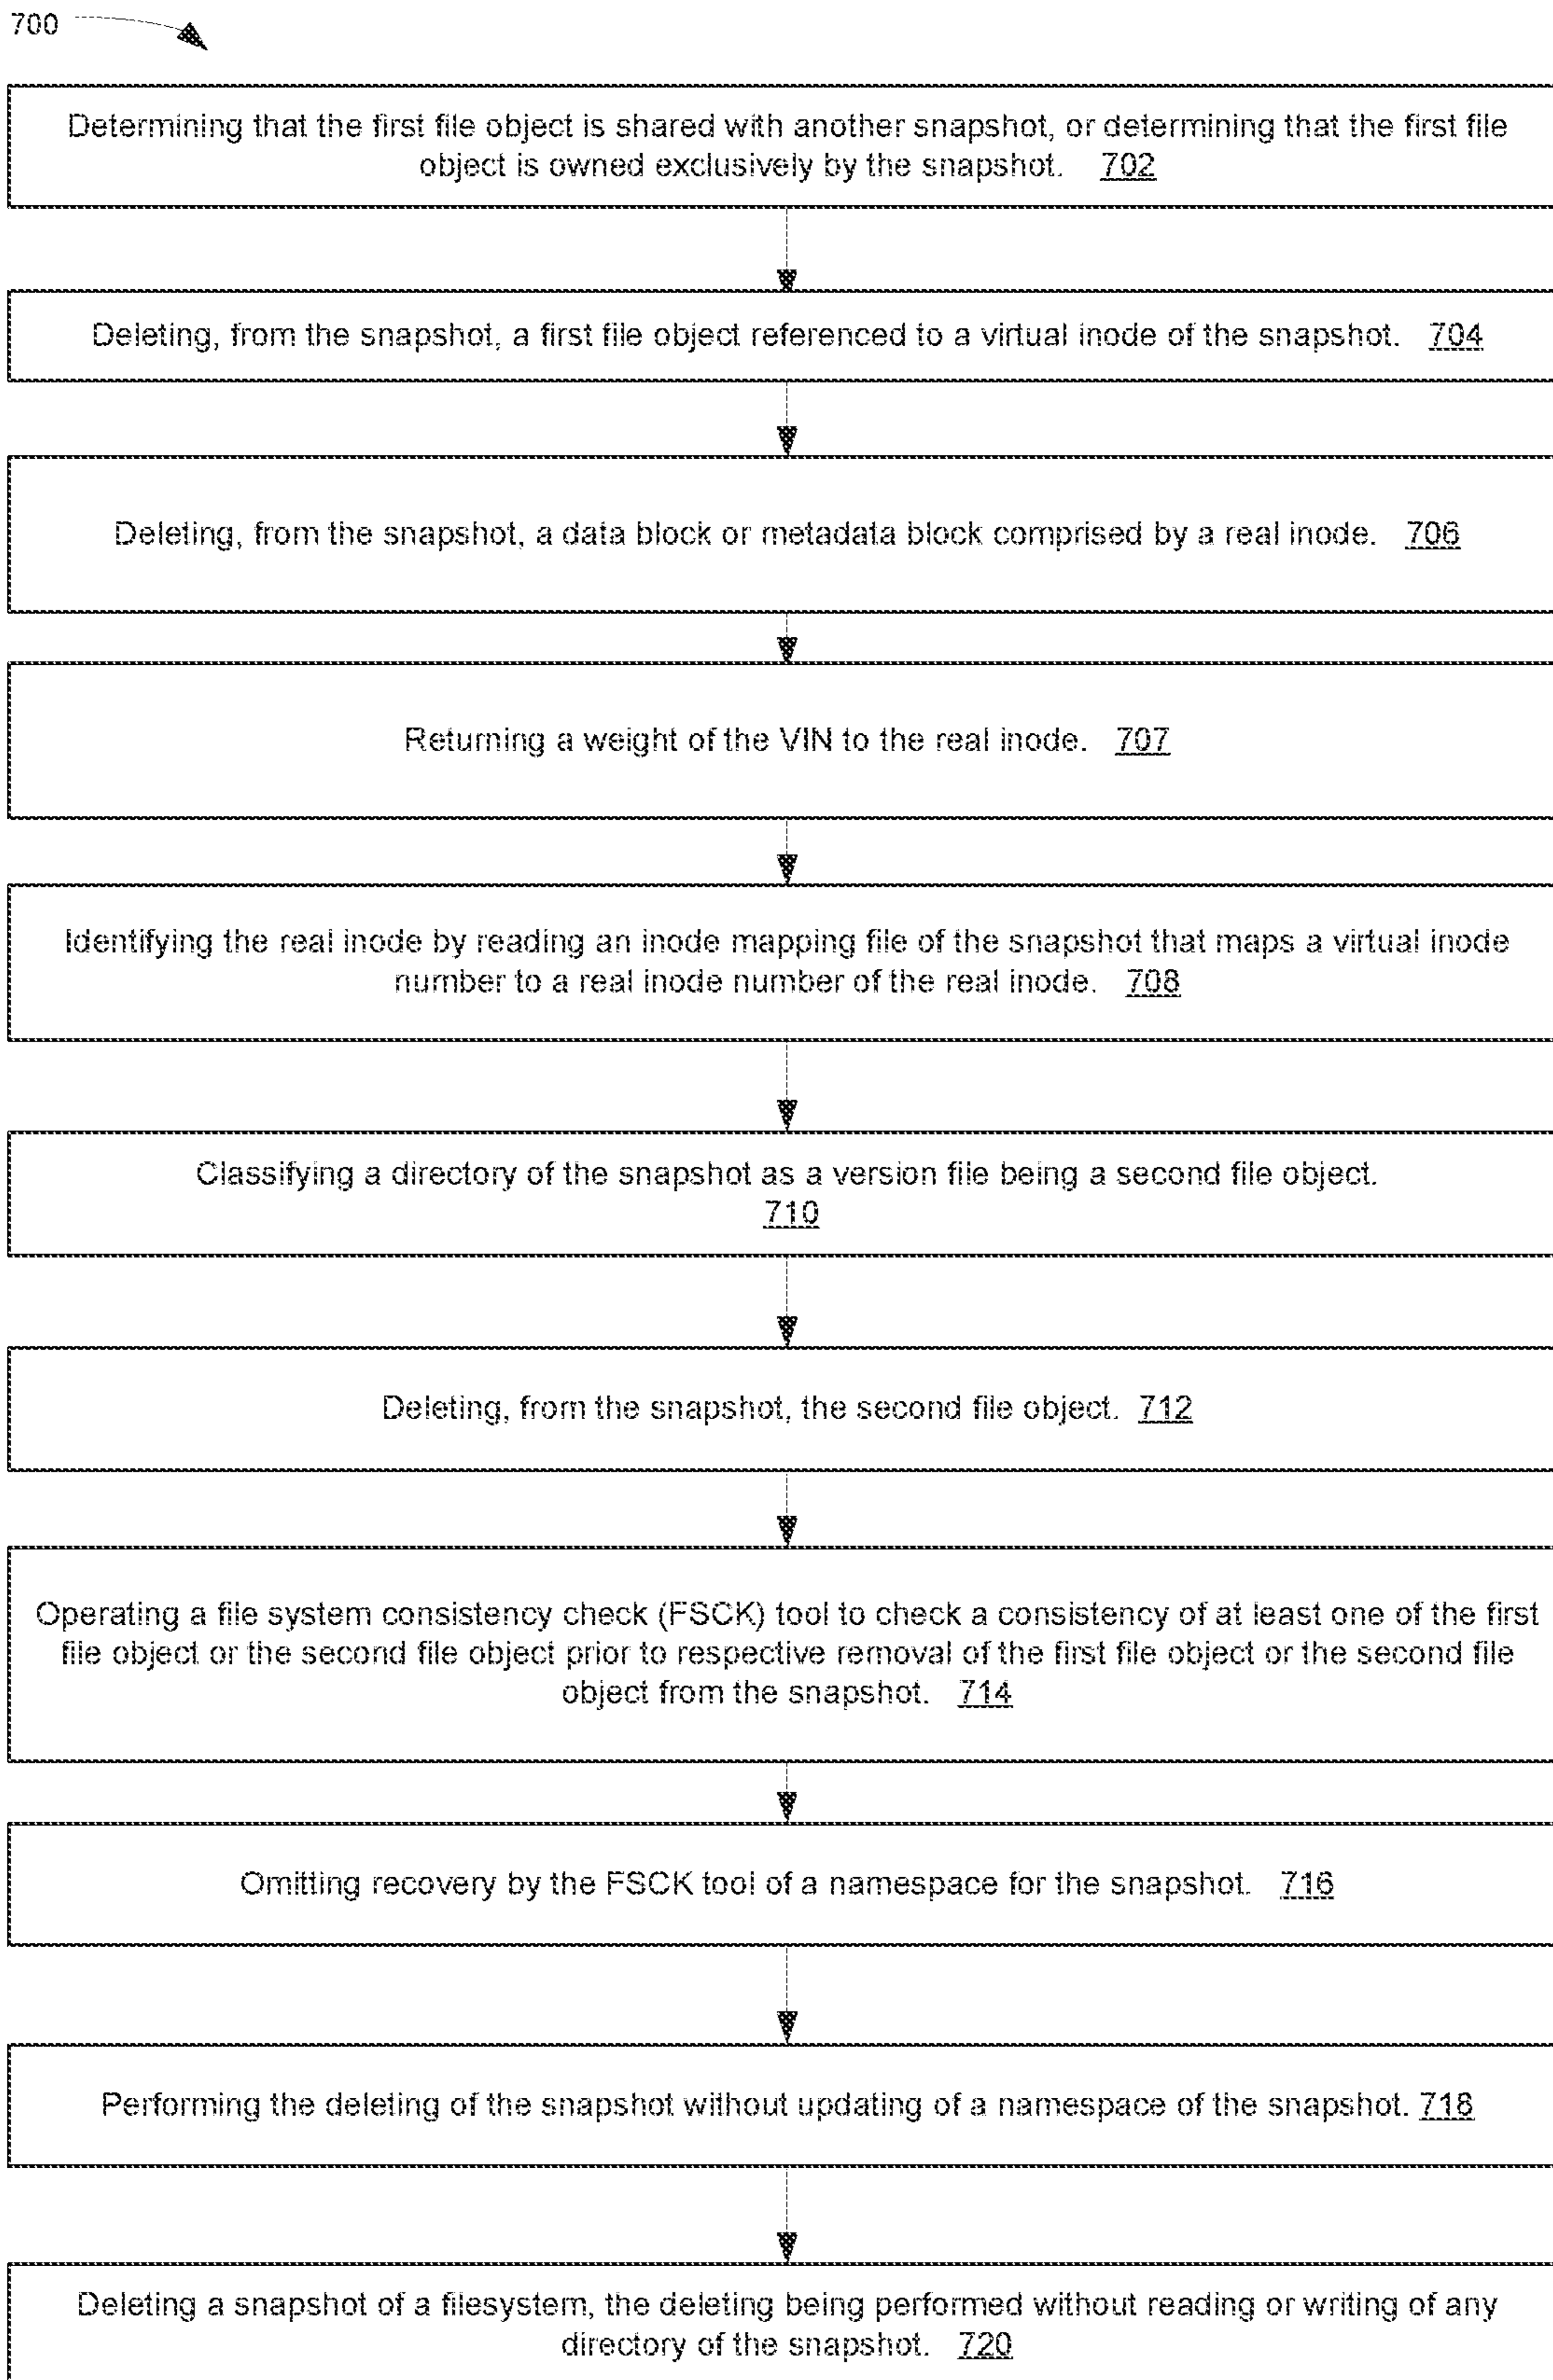 700
Determining that the first file object is shared with another snapshot, or determining that the first file
object is owned exclusively by the snapshot. 702
Deleting, from the snapshot, a first file object referenced to a virtual inode of the snapshot. 704
Deleting, from the snapshot, a data block or metadata block comprised by a real inode. 706
Returning a weight of the VIN to the real inode. 707
Identifying the real inode by reading an inode mapping file of the snapshot that maps a virtual inode
number to a real inode number of the real inode. 708
Classifying a directory of the snapshot as a version file being a second file object.
710
Deleting, from the snapshot, the second file object. 712
Operating a file system consistency check (FSCK) tool to check a consistency of at least one of the first
file object or the second file object prior to respective removal of the first file object or the second file
object from the snapshot. 714
Omitting recovery by the FSCK tool of a namespace for the snapshot. 716
Performing the deleting of the snapshot without updating of a namespace of the snapshot. 718
Deleting a snapshot of a filesystem, the deleting being performed without reading or writing of any
directory of the snapshot. 720